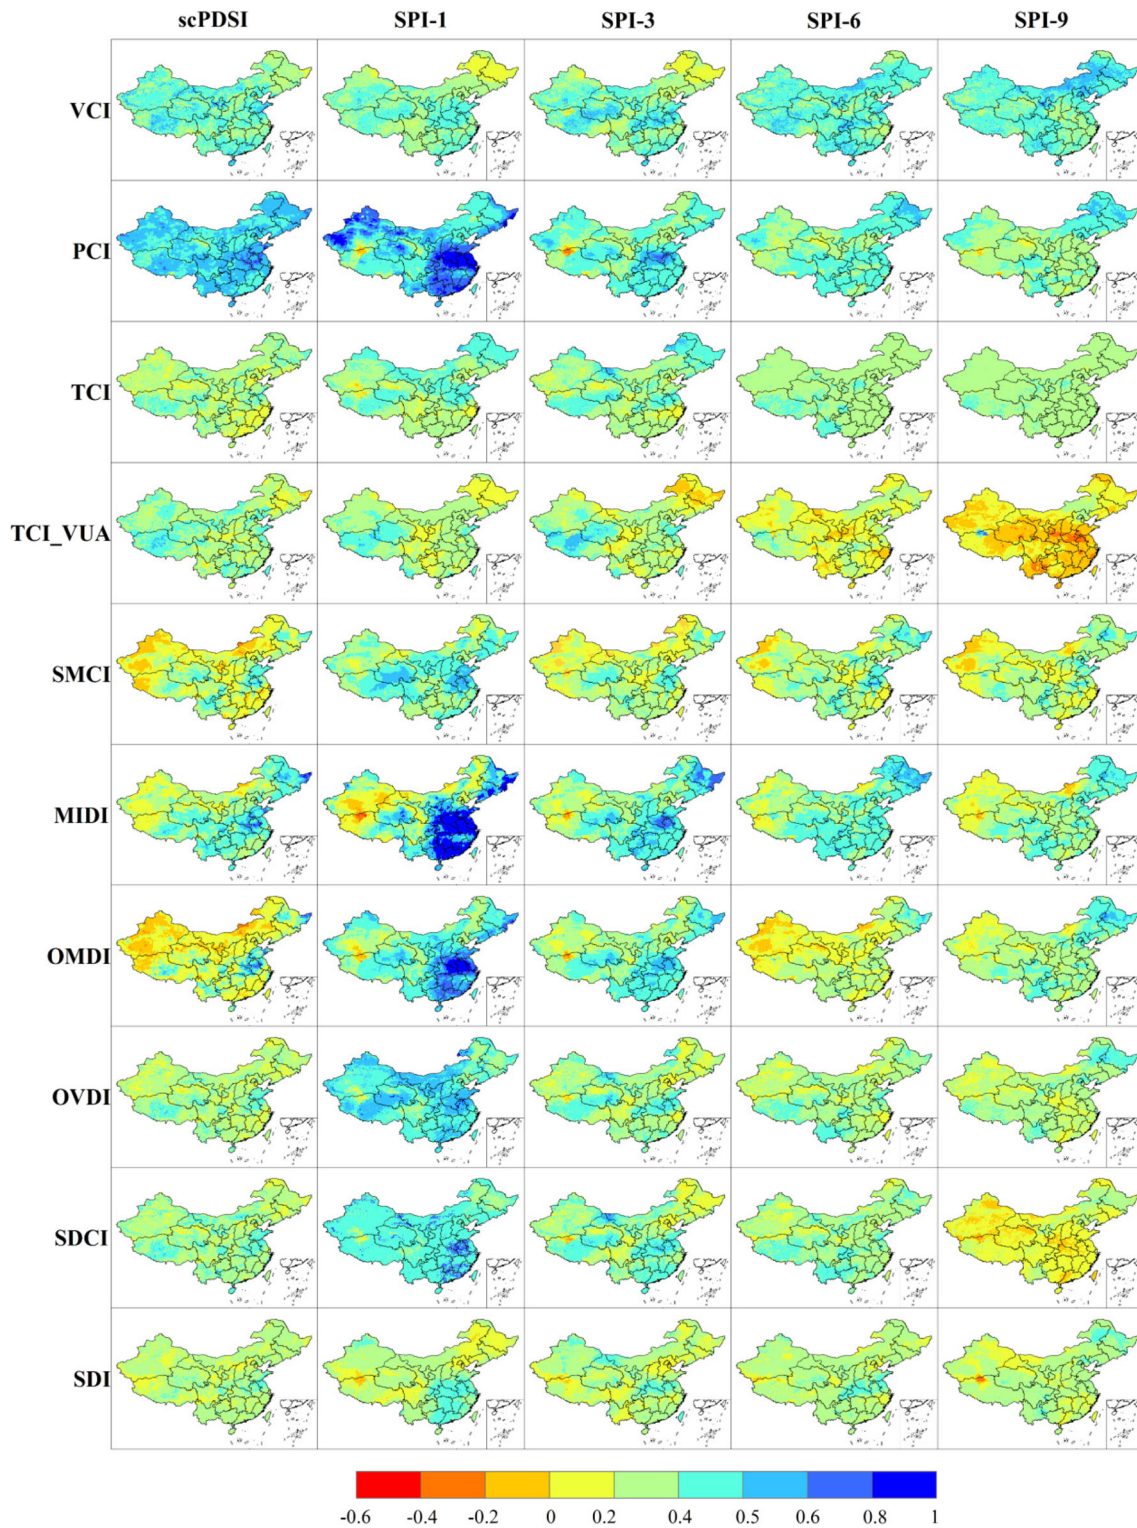 scPDSI SPI-1 SPI-3 SPI-6 SPI-9
VCI
PCI
TCI
TCI_VUA
SMCI
MIDI
OMDI
OVDI
SDCI
SDI
-0.6 -0.4 -0.2 0 0.2 0.4 0.5 0.6 0.8 1